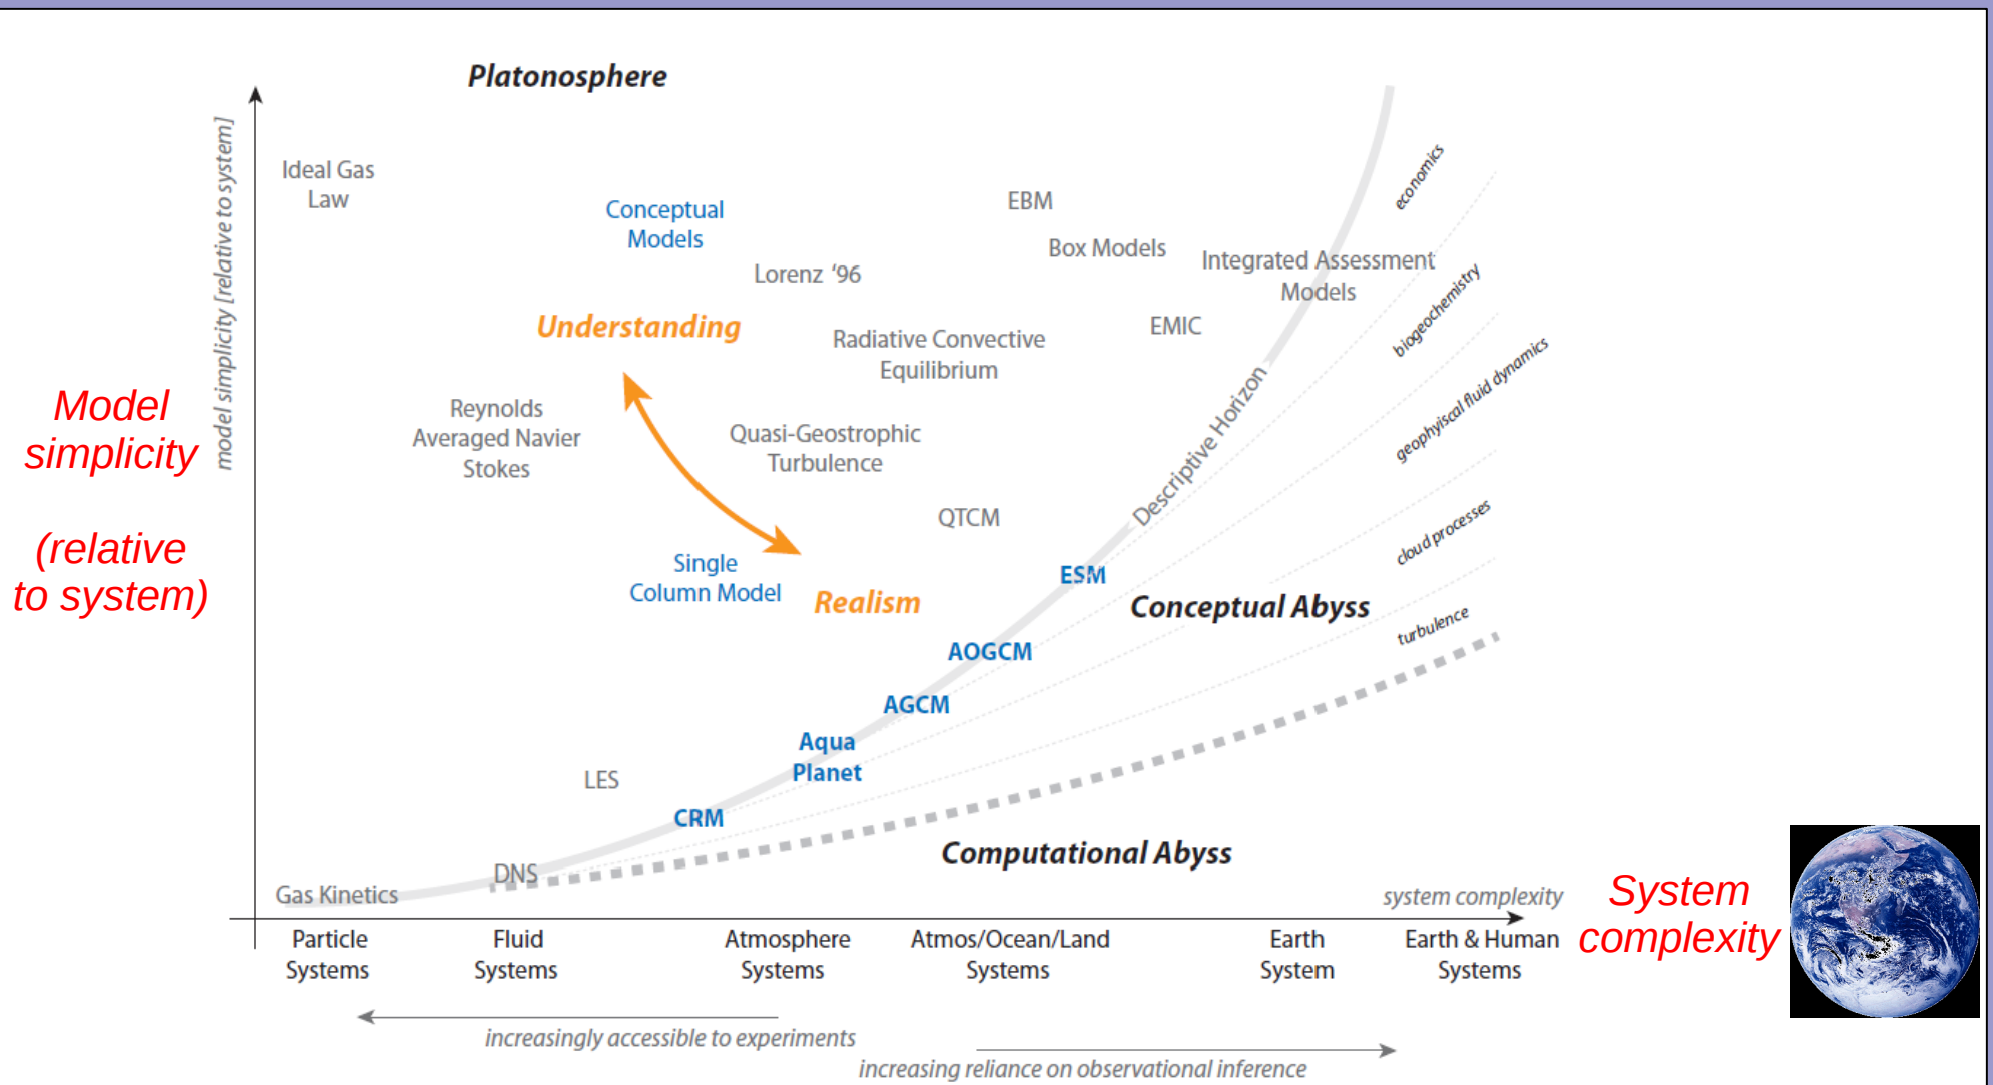 Platonosphere
model simplicity [relative to system]
Ideal Gas
Law
Conceptual
Models
EBM
Box Models
Lorenz ‘96
Integrated Assessment
Models
economics
Understanding
Radiative Convective
Equilibrium
EMIC
biogeochemistry
Model
simplicity
(relative
to system)
Reynolds
Averaged Navier
Stokes
Quasi-Geostrophic
Turbulence
Descriptive Horizon
geophyiscal fluid dynamics
QTCM
cloud processes
Single
Column Model
Realism
ESM
Conceptual Abyss
turbulence
AOGCM
AGCM
Aqua
Planet
LES
CRM
Computational Abyss
DNS
Gas Kinetics
system complexity
System
complexity
Particle
Systems
Fluid
Systems
Atmosphere
Systems
Atmos/Ocean/Land
Systems
Earth
System
Earth & Human
Systems
increasingly accessible to experiments
increasing reliance on observational inference